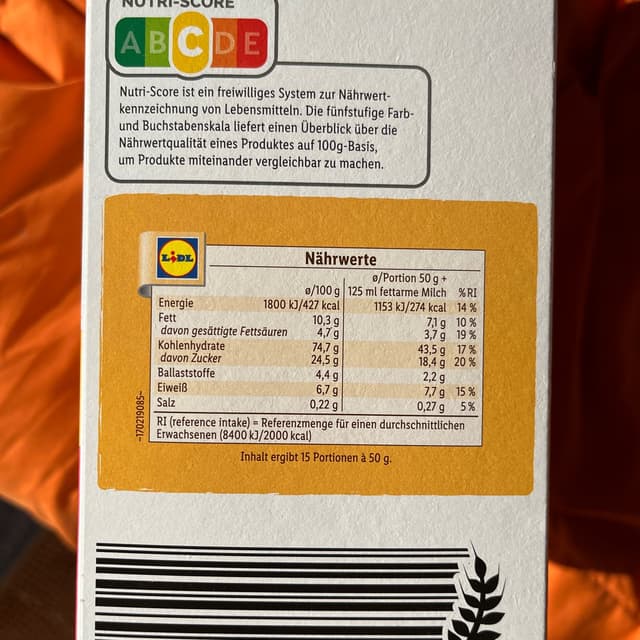 NUTRI-SCORE
A B C D E
Nutri-Score ist ein freiwilliges System zur Nährwert-
kennzeichnung von Lebensmitteln. Die fünfstufige Farb-
und Buchstabenskala liefert einen Überblick über die
Nährwertqualität eines Produktes auf 100g-Basis,
um Produkte miteinander vergleichbar zu machen.
LiDL
Nährwerte
ø/Portion 50 g +
ø/100 g 125 ml fettarme Milch %RI
Energie 1800 kJ/427 kcal 1153 kJ/274 kcal 14 %
Fett 10,3 g 7,1 g 10 %
davon gesättigte Fettsäuren 4,7 g 3,7 g 19 %
Kohlenhydrate 74,7 g 43,5 g 17 %
davon Zucker 24,5 g 18,4 g 20 %
Ballaststoffe 4,4 g 2,2 g
Eiweiß 6,7 g 7,7 g 15 %
Salz 0,22 g 0,27 g 5 %
RI (reference intake) = Referenzmenge für einen durchschnittlichen
Erwachsenen (8400 kJ/2000 kcal)
-170219085-
Inhalt ergibt 15 Portionen à 50 g.